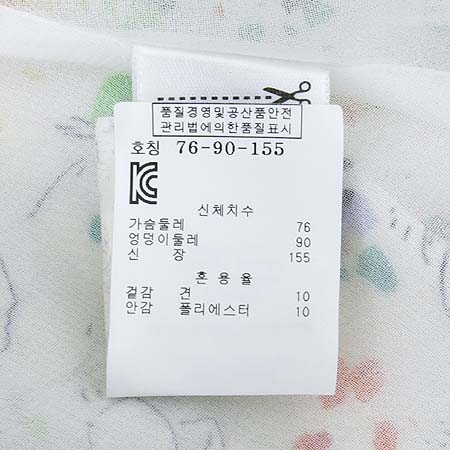 품질경영및공산품안전
관리법에의한품질표시
호칭 76-90-155
신체치수
가슴둘레 76
엉덩이둘레 90
신 장 155
혼용율
겉감 견 10
안감 폴리에스터 10